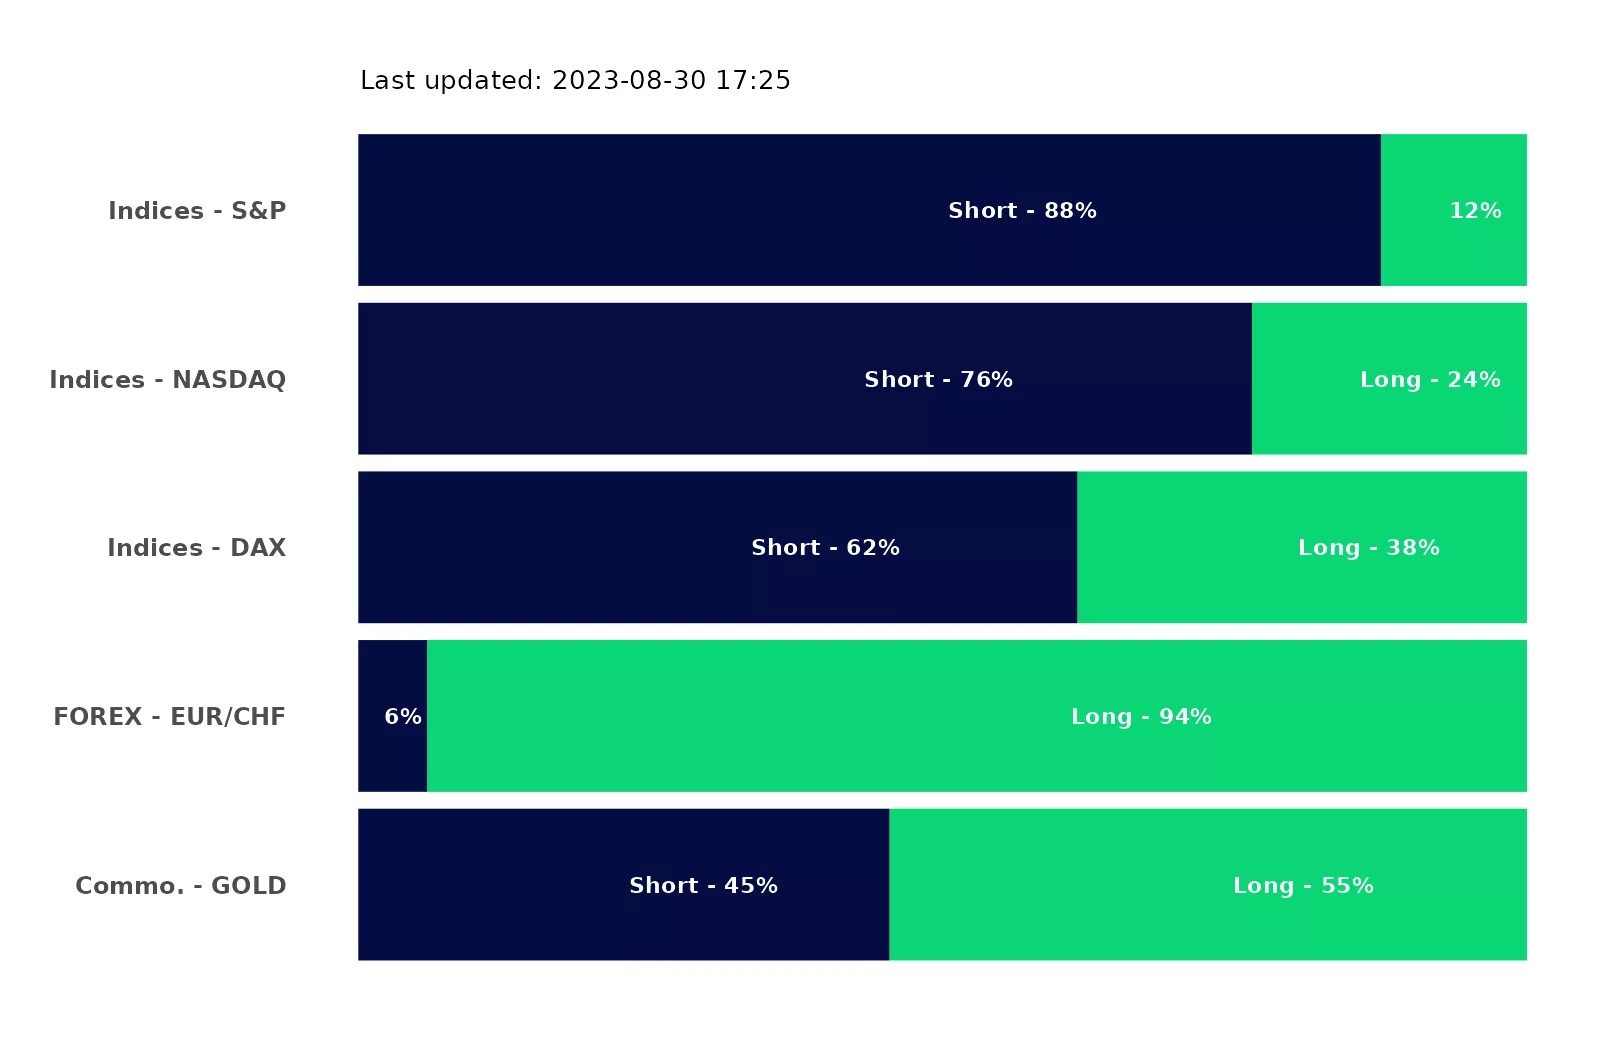 Last updated: 2023-08-30 17:25
Indices - S&P Short - 88% 12%
Indices - NASDAQ Short - 76% Long - 24%
Indices - DAX Short - 62% Long - 38%
FOREX - EUR/CHF 6% Long - 94%
Commo. - GOLD Short - 45% Long - 55%